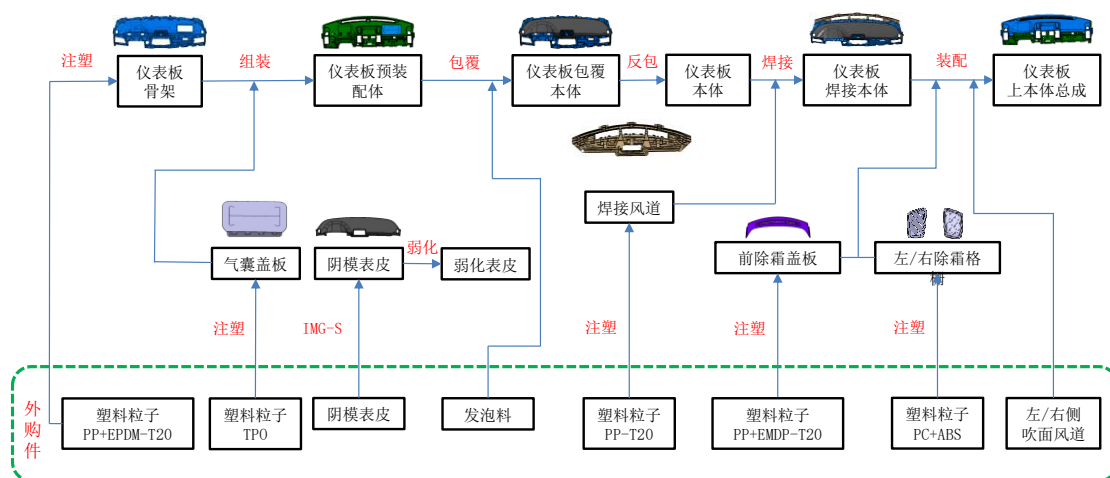 注塑
仪表板
骨架
组装
仪表板预装
配体
包覆
仪表板包覆
本体
反包
仪表板
本体
焊接
仪表板
焊接本体
装配
仪表板
上本体总成
焊接风道
气囊盖板
阴模表皮
弱化
弱化表皮
前除霜盖板
左/右除霜格
栅
注塑
IMG-S
注塑
注塑
注塑
外购件
塑料粒子
PP+EPDM-T20
塑料粒子
TPO
阴模表皮
发泡料
塑料粒子
PP-T20
塑料粒子
PP+EMDP-T20
塑料粒子
PC+ABS
左/右侧
吹面风道